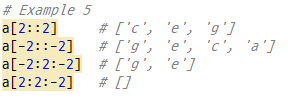 # Example 5
a[2::2]     # ['c', 'e', 'g']
a[-2::-2]   # ['g', 'e', 'c', 'a']
a[-2:2:-2]  # ['g', 'e']
a[2:2:-2]   # []